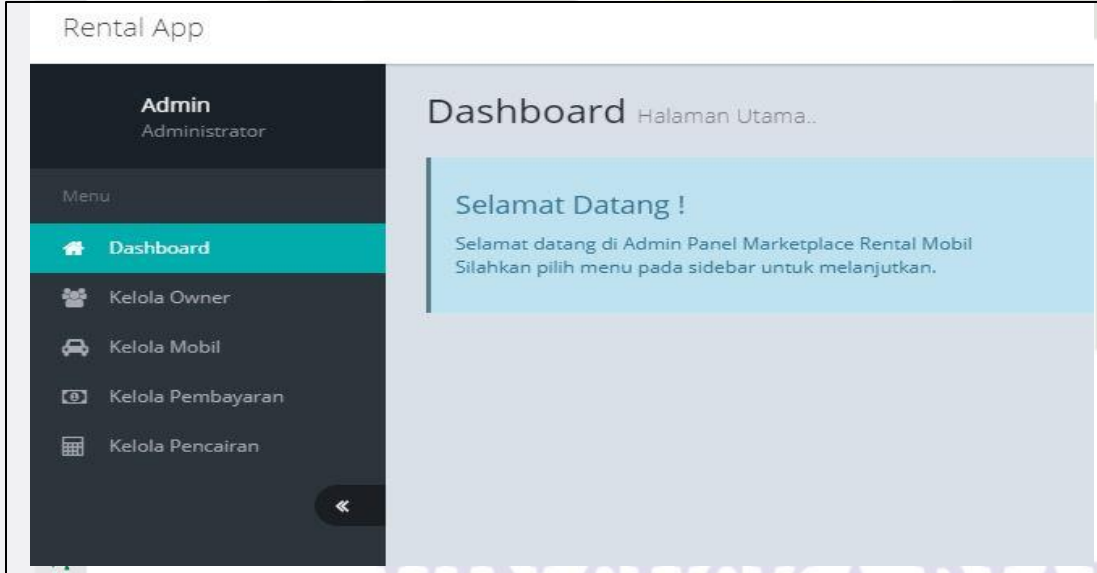 Rental App
Admin
Administrator
Menu
Dashboard
Kelola Owner
Kelola Mobil
Kelola Pembayaran
Kelola Pencairan
Dashboard Halaman Utama..
Selamat Datang !
Selamat datang di Admin Panel Marketplace Rental Mobil
Silahkan pilih menu pada sidebar untuk melanjutkan.